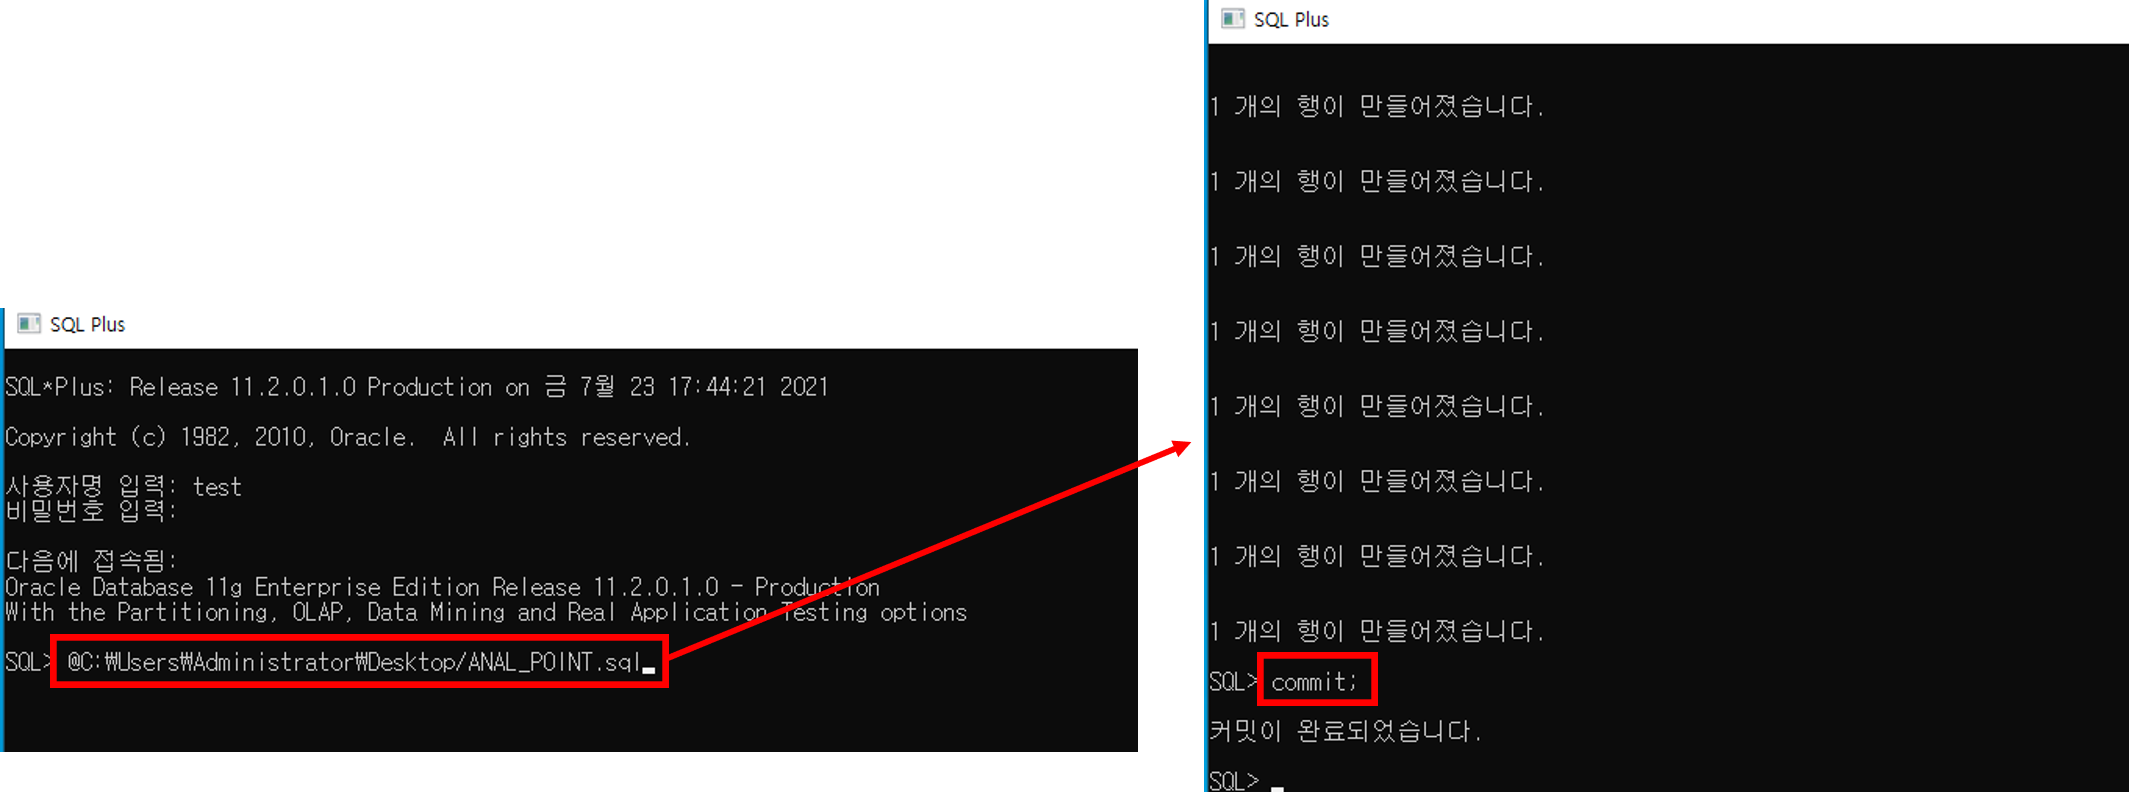 SQL Plus
SQL*Plus: Release 11.2.0.1.0 Production on 금 7월 23 17:44:21 2021
Copyright (c) 1982, 2010, Oracle.  All rights reserved.
사용자명 입력: test
비밀번호 입력:
다음에 접속됨:
Oracle Database 11g Enterprise Edition Release 11.2.0.1.0 - Production
With the Partitioning, OLAP, Data Mining and Real Application Testing options
SQL> @C:₩Users₩Administrator₩Desktop/ANAL_POINT.sql
SQL Plus
1 개의 행이 만들어졌습니다.
1 개의 행이 만들어졌습니다.
1 개의 행이 만들어졌습니다.
1 개의 행이 만들어졌습니다.
1 개의 행이 만들어졌습니다.
1 개의 행이 만들어졌습니다.
1 개의 행이 만들어졌습니다.
1 개의 행이 만들어졌습니다.
SQL> commit;
커밋이 완료되었습니다.
SQL>